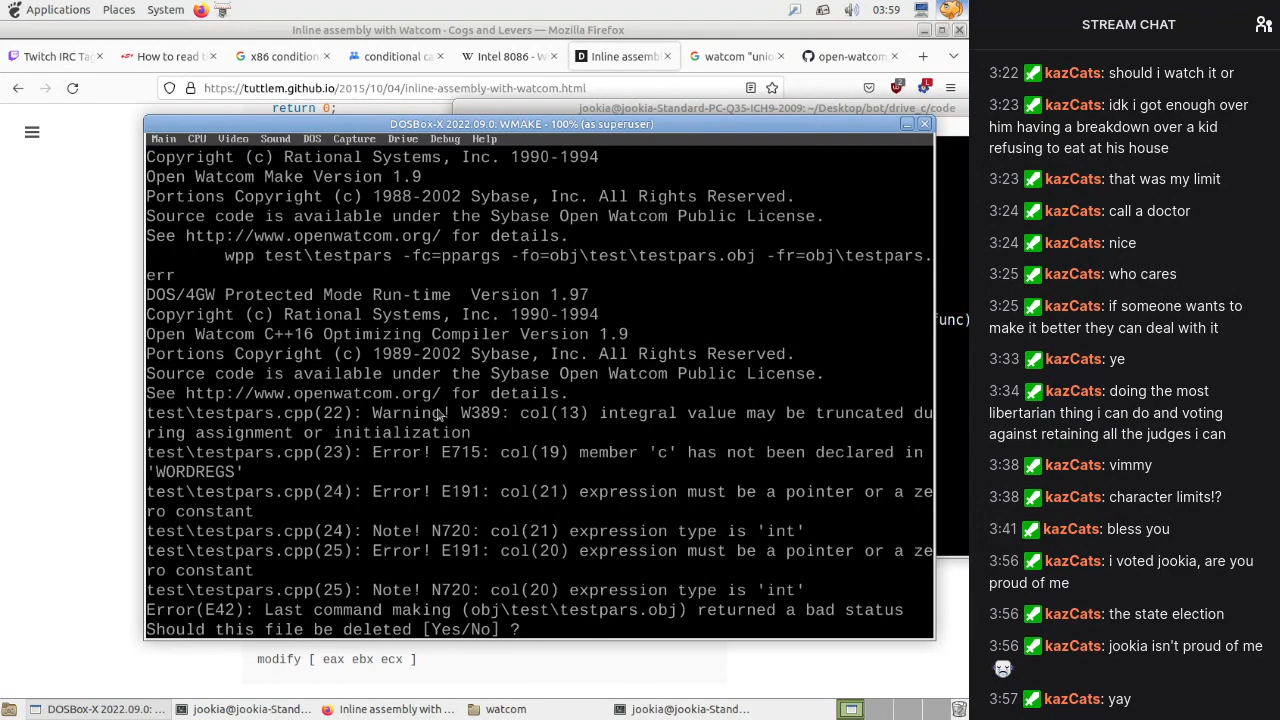 Applications Places System 03:59
Inline assembly with Watcom · Cogs and Levers — Mozilla Firefox
Twitch IRC Tag
How to read b
x86 condition
conditional ca
Intel 8086 - W
Inline assemb
watcom "unio
open-watcom
https://tuttlem.github.io/2015/10/04/inline-assembly-with-watcom.html
return 0;
jookia@jookia-Standard-PC-Q35-ICH9-2009: ~/Desktop/bot/drive_c/code
DOSBox-X 2022.09.0: WMAKE - 100% (as superuser)
Main CPU Video Sound DOS Capture Drive Debug Help
Copyright (c) Rational Systems, Inc. 1990-1994
Open Watcom Make Version 1.9
Portions Copyright (c) 1988-2002 Sybase, Inc. All Rights Reserved.
Source code is available under the Sybase Open Watcom Public License.
See http://www.openwatcom.org/ for details.
wpp test\testpars -fc=ppargs -fo=obj\test\testpars.obj -fr=obj\testpars.
err
DOS/4GW Protected Mode Run-time Version 1.97
Copyright (c) Rational Systems, Inc. 1990-1994
Open Watcom C++16 Optimizing Compiler Version 1.9
Portions Copyright (c) 1989-2002 Sybase, Inc. All Rights Reserved.
Source code is available under the Sybase Open Watcom Public License.
See http://www.openwatcom.org/ for details.
test\testpars.cpp(22): Warning! W389: col(13) integral value may be truncated du
ring assignment or initialization
test\testpars.cpp(23): Error! E715: col(19) member 'c' has not been declared in
'WORDREGS'
test\testpars.cpp(24): Error! E191: col(21) expression must be a pointer or a ze
ro constant
test\testpars.cpp(24): Note! N720: col(21) expression type is 'int'
test\testpars.cpp(25): Error! E191: col(20) expression must be a pointer or a ze
ro constant
test\testpars.cpp(25): Note! N720: col(20) expression type is 'int'
Error(E42): Last command making (obj\test\testpars.obj) returned a bad status
Should this file be deleted [Yes/No] ?
func)
modify [ eax ebx ecx ]
DOSBox-X 2022.09.0: ...
jookia@jookia-Stand...
Inline assembly with ...
watcom
jookia@jookia-Stand...
STREAM CHAT
3:22 kazCats: should i watch it or
3:23 kazCats: idk i got enough over
him having a breakdown over a kid
refusing to eat at his house
3:23 kazCats: that was my limit
3:24 kazCats: call a doctor
3:24 kazCats: nice
3:25 kazCats: who cares
3:25 kazCats: if someone wants to
make it better they can deal with it
3:33 kazCats: ye
3:34 kazCats: doing the most
libertarian thing i can do and voting
against retaining all the judges i can
3:38 kazCats: vimmy
3:38 kazCats: character limits!?
3:41 kazCats: bless you
3:56 kazCats: i voted jookia, are you
proud of me
3:56 kazCats: the state election
3:56 kazCats: jookia isn't proud of me
3:57 kazCats: yay